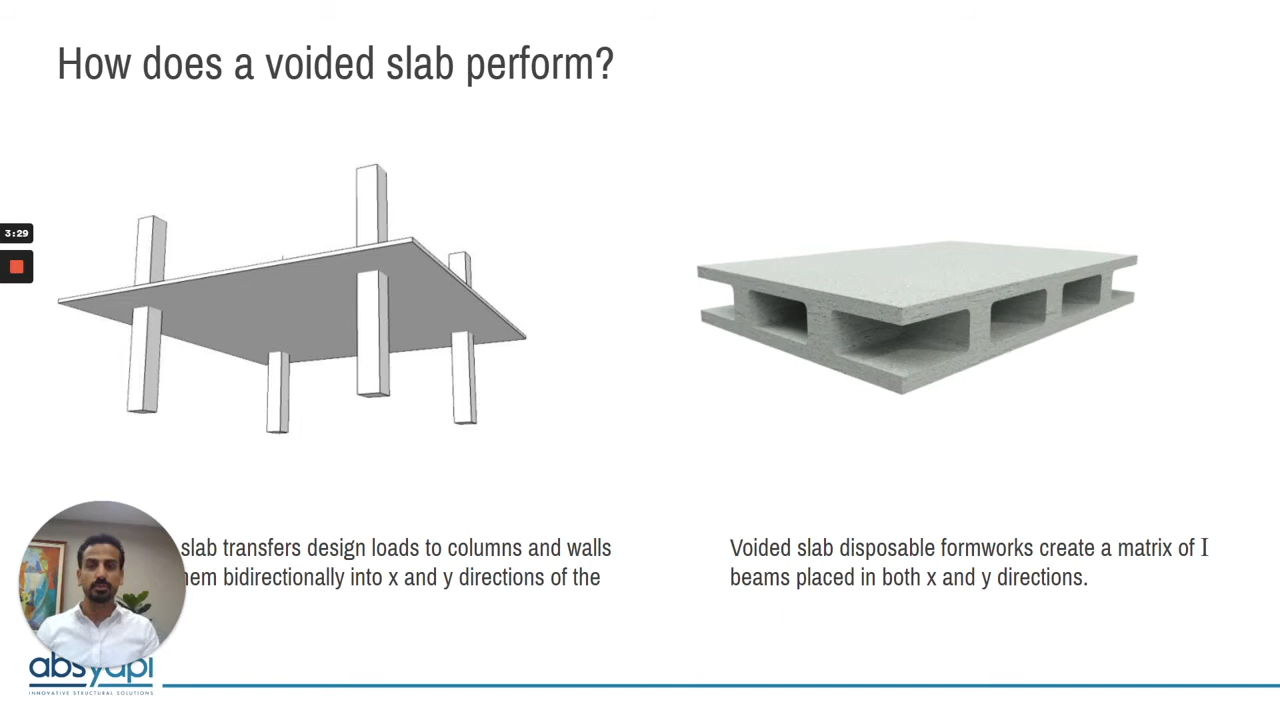 How does a voided slab perform?
3:29
slab transfers design loads to columns and walls
bidirectionally into x and y directions of the
Voided slab disposable formworks create a matrix of I
beams placed in both x and y directions.
absyapi
INNOVATIVE STRUCTURAL SOLUTIONS